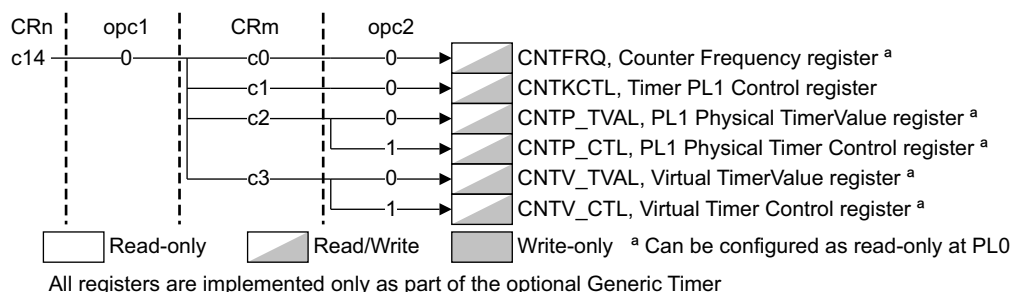 CRn opc1 CRm opc2
c14 0 c0 0 CNTFRQ, Counter Frequency register ᵃ
c1 0 CNTKCTL, Timer PL1 Control register
c2 0 CNTP_TVAL, PL1 Physical TimerValue register ᵃ
1 CNTP_CTL, PL1 Physical Timer Control register ᵃ
c3 0 CNTV_TVAL, Virtual TimerValue register ᵃ
1 CNTV_CTL, Virtual Timer Control register ᵃ
Read-only Read/Write Write-only ᵃ Can be configured as read-only at PL0
All registers are implemented only as part of the optional Generic Timer